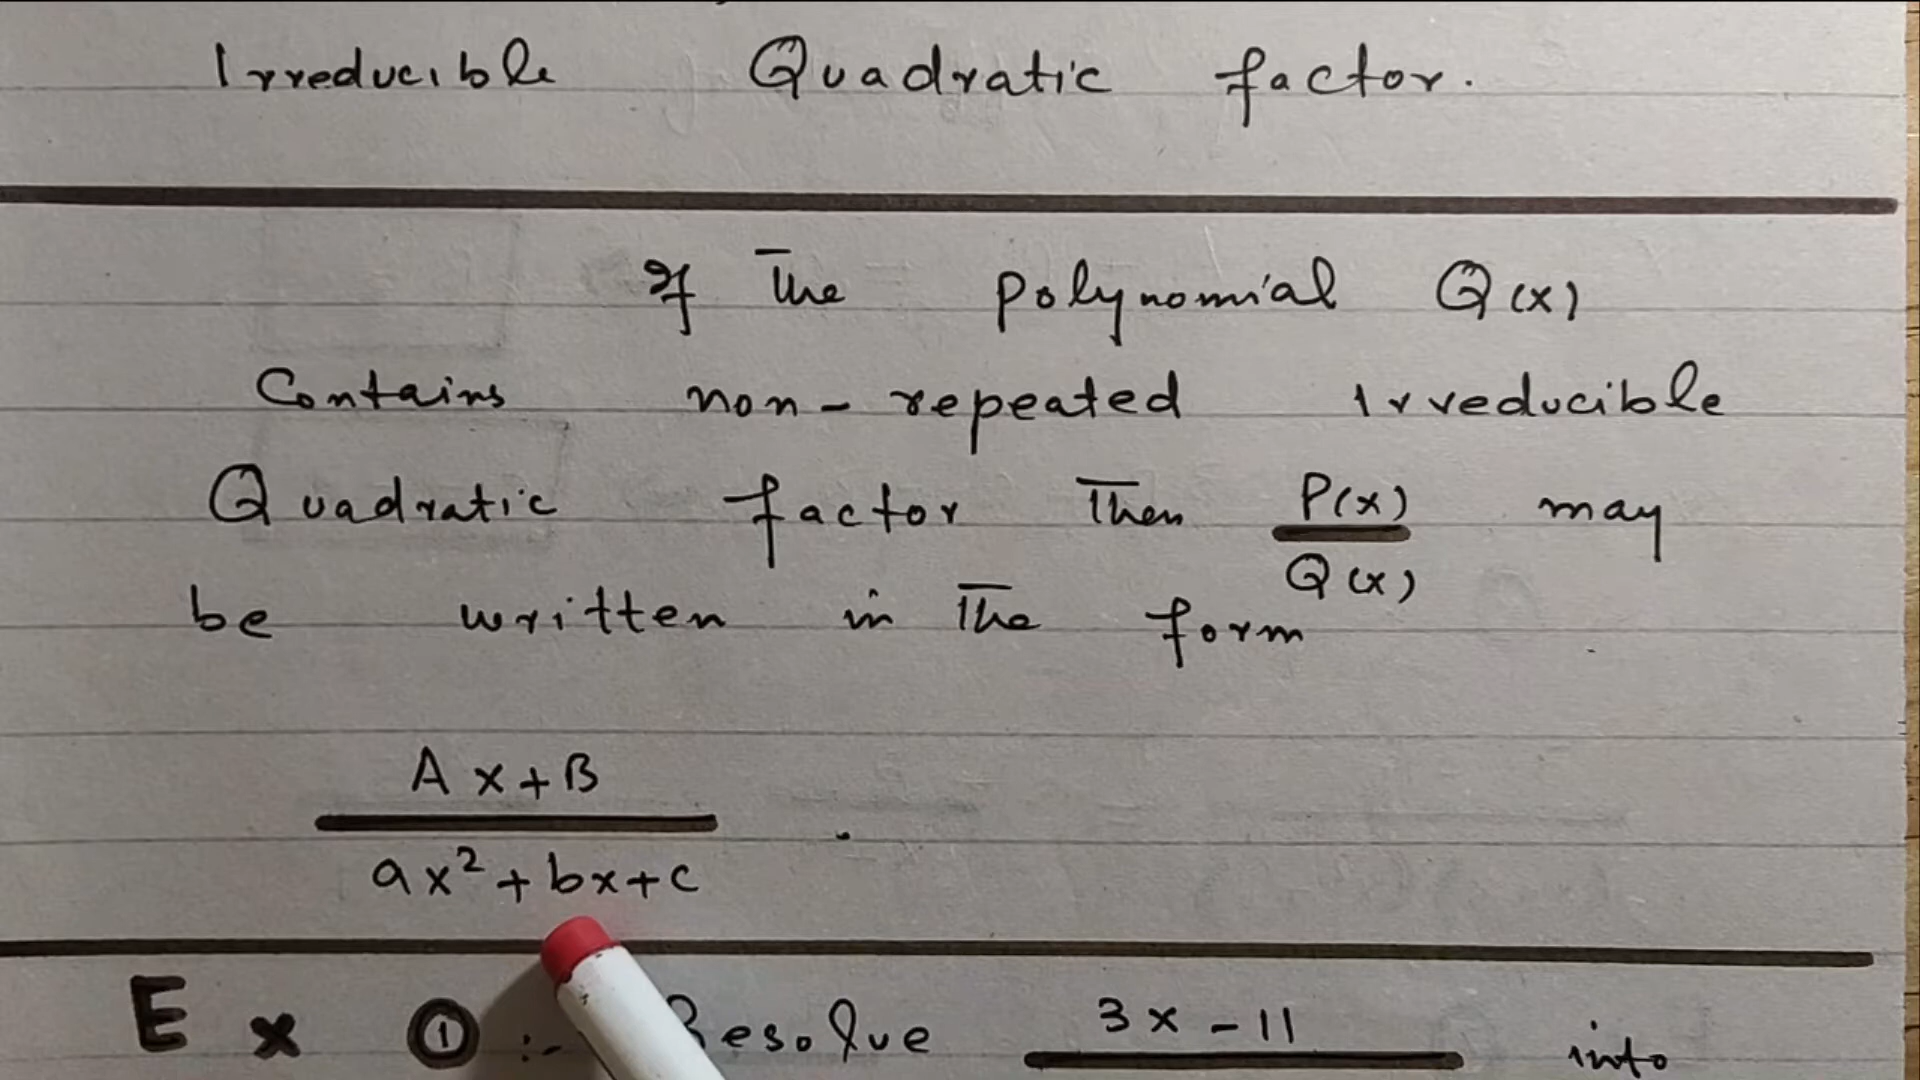 Irreducible Quadratic factor.
If The polynomial Q(x)
Contains non-repeated Irreducible
Quadratic factor Then P(x)/Q(x) may
be written in The form
Ax+B
ax²+bx+c
Ex ① :- Resolve 3x-11 into